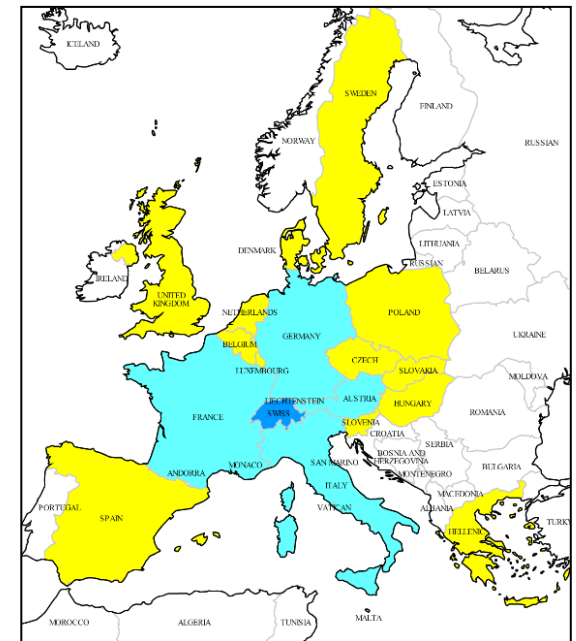 ICELAND
SWEDEN
FINLAND
NORWAY
RUSSIAN
ESTONIA
LATVIA
DENMARK
LITHUANIA
RUSSIAN
BELARUS
IRELAND
UNITED
KINGDOM
NETHERLANDS
POLAND
GERMANY
UKRAINE
BELGIUM
CZECH
LUXEMBOURG
SLOVAKIA
MOLDOVA
LIECHTENSTEIN
AUSTRIA
HUNGARY
SWISS
FRANCE
ROMANIA
SLOVENIA
CROATIA
SERBIA
BOSNIA AND
HERZEGOVINA
ANDORRA
MONACO
SAN MARINO
BULGARIA
MONTENEGRO
ITALY
MACEDONIA
PORTUGAL
VATICAN
ALBANIA
SPAIN
HELLENIC
TURKY
MALTA
MOROCCO
ALGERIA
TUNISIA